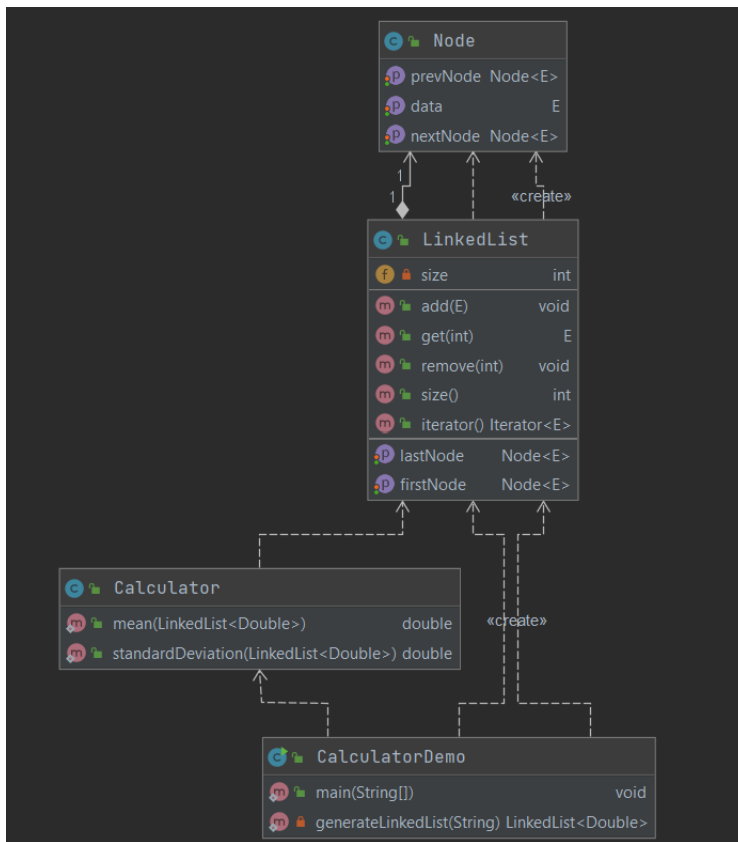 Node
prevNode Node<E>
data E
nextNode Node<E>
1
1
«create»
LinkedList
size int
add(E) void
get(int) E
remove(int) void
size() int
iterator() Iterator<E>
lastNode Node<E>
firstNode Node<E>
Calculator
mean(LinkedList<Double>) double
standardDeviation(LinkedList<Double>) double
«create»
CalculatorDemo
main(String[]) void
generateLinkedList(String) LinkedList<Double>